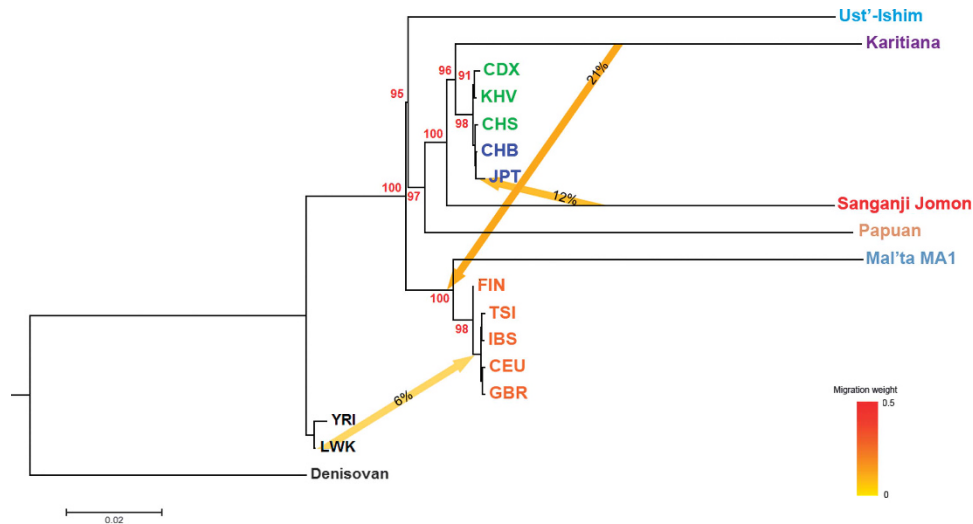 Ust'-Ishim
Karitiana
96
91
CDX
21%
95
KHV
98
CHS
100
CHB
JPT
100
97
12%
Sanganji Jomon
Papuan
Mal'ta MA1
100
FIN
98
TSI
IBS
CEU
6%
GBR
Migration weight
0.5
0
YRI
LWK
Denisovan
0.02